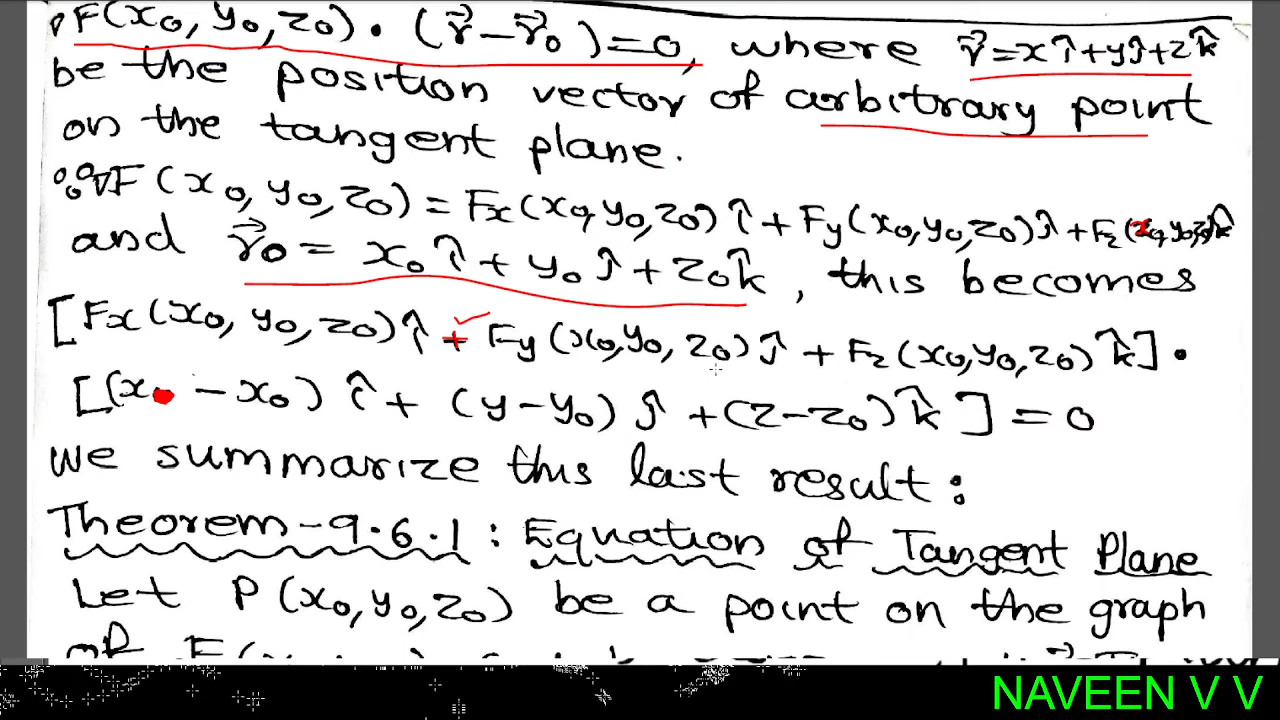 ∇F(x₀, y₀, z₀) • (r⃗ − r⃗₀) = 0, where r⃗ = xî + yĵ + zk̂
be the position vector of arbitrary point
on the tangent plane.
∵ ∇F(x₀, y₀, z₀) = Fx(x₀, y₀, z₀)î + Fy(x₀, y₀, z₀)ĵ + Fz(x₀, y₀, z₀)k̂
and r⃗₀ = x₀î + y₀ĵ + z₀k̂, this becomes
[Fx(x₀, y₀, z₀)î + Fy(x₀, y₀, z₀)ĵ + Fz(x₀, y₀, z₀)k̂] •
[(x − x₀)î + (y − y₀)ĵ + (z − z₀)k̂] = 0
we summarize this last result:
Theorem-9.6.1: Equation of Tangent Plane
Let P(x₀, y₀, z₀) be a point on the graph
of
NAVEEN V V